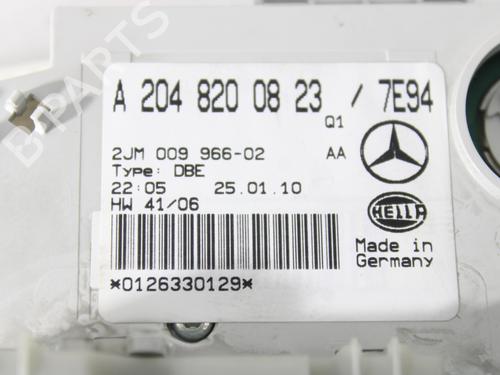 A 204 820 08 23 / 7E94
Q1
2JM 009 966-02 AA
Type: DBE
22:05 25.01.10
HW 41/06
HELLA
Made in
Germany
*0126330129*
B-PARTS